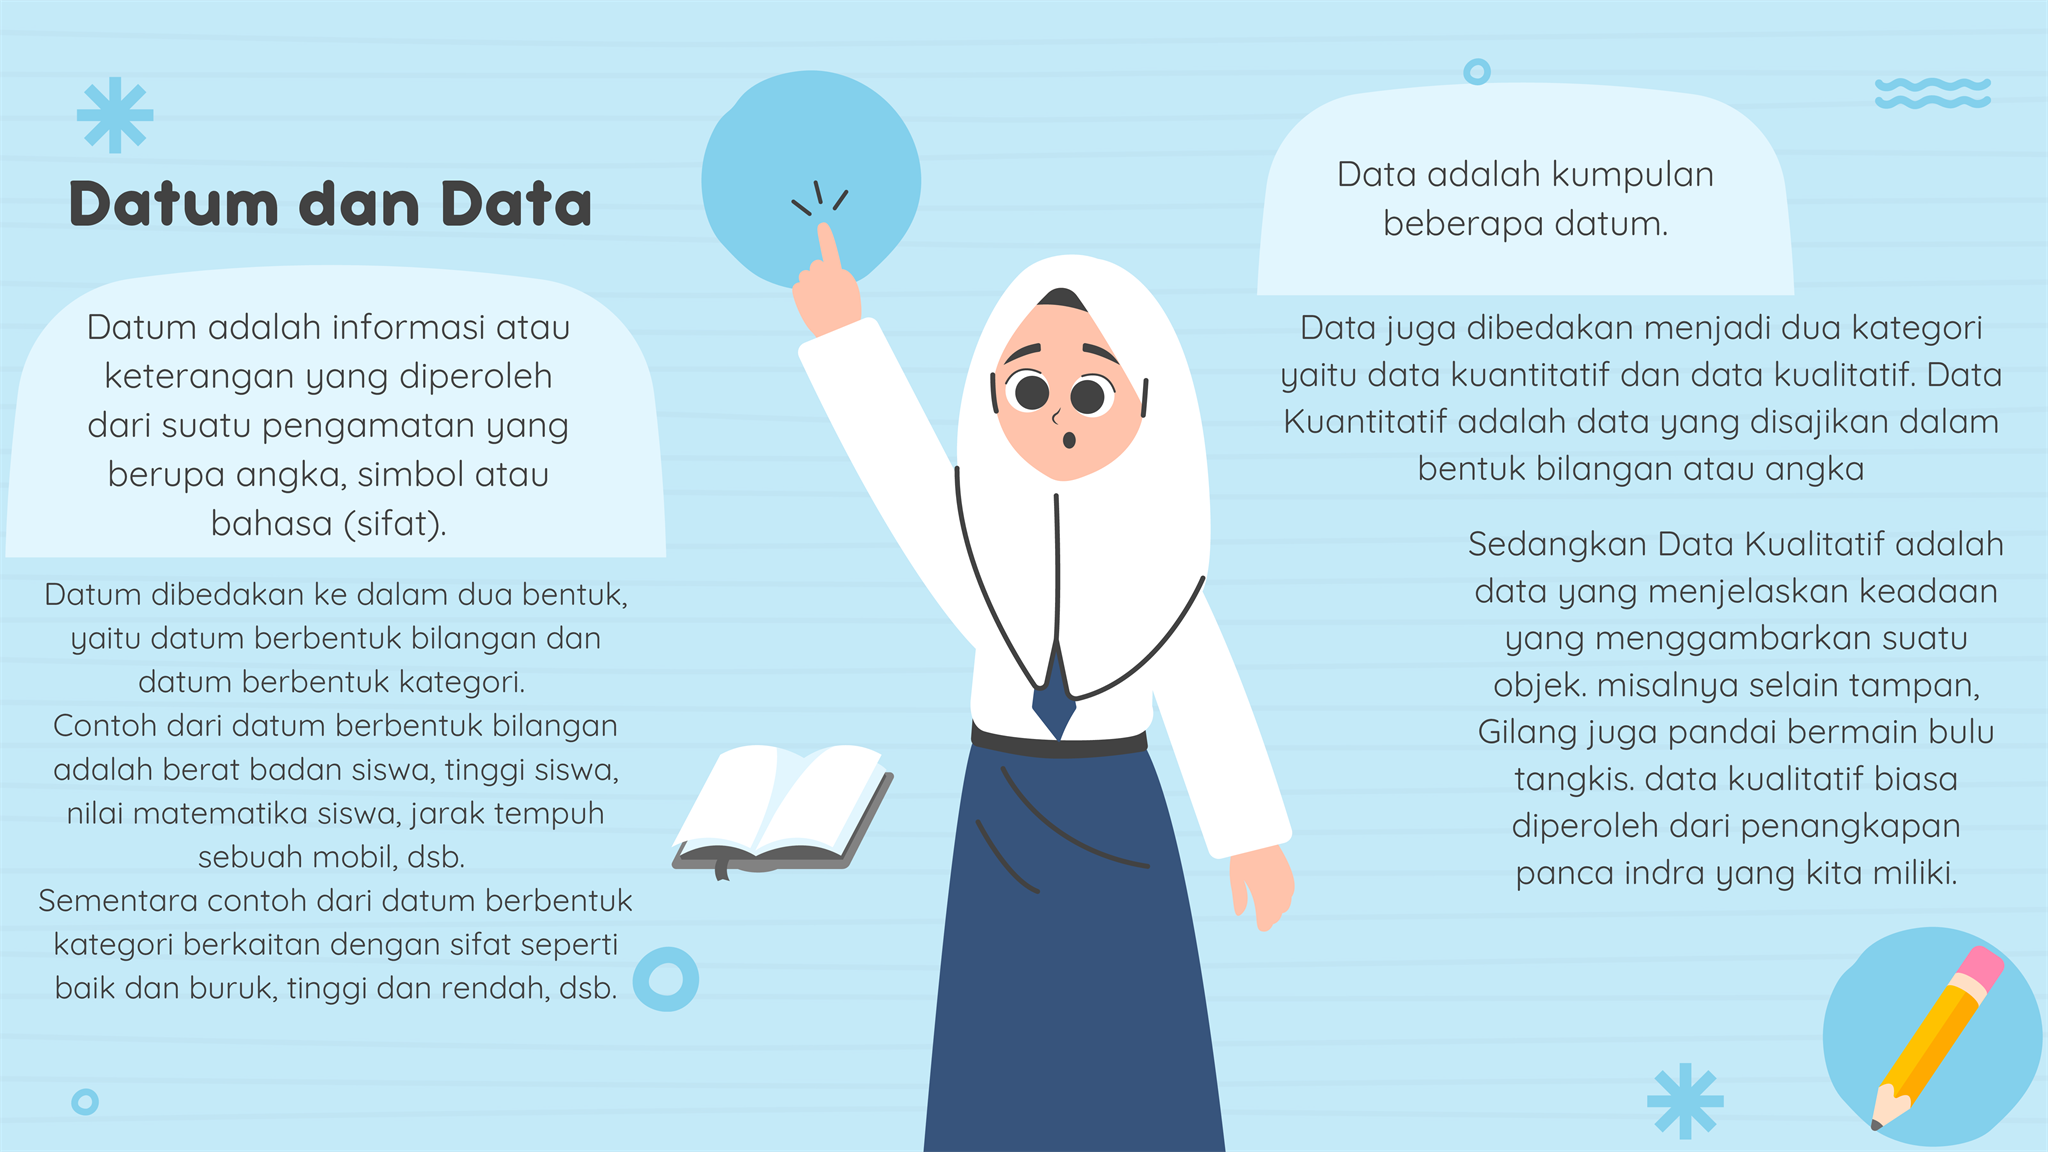 Datum dan Data
Datum adalah informasi atau
keterangan yang diperoleh
dari suatu pengamatan yang
berupa angka, simbol atau
bahasa (sifat).
Datum dibedakan ke dalam dua bentuk,
yaitu datum berbentuk bilangan dan
datum berbentuk kategori.
Contoh dari datum berbentuk bilangan
adalah berat badan siswa, tinggi siswa,
nilai matematika siswa, jarak tempuh
sebuah mobil, dsb.
Sementara contoh dari datum berbentuk
kategori berkaitan dengan sifat seperti
baik dan buruk, tinggi dan rendah, dsb.
Data adalah kumpulan
beberapa datum.
Data juga dibedakan menjadi dua kategori
yaitu data kuantitatif dan data kualitatif. Data
Kuantitatif adalah data yang disajikan dalam
bentuk bilangan atau angka
Sedangkan Data Kualitatif adalah
data yang menjelaskan keadaan
yang menggambarkan suatu
objek. misalnya selain tampan,
Gilang juga pandai bermain bulu
tangkis. data kualitatif biasa
diperoleh dari penangkapan
panca indra yang kita miliki.